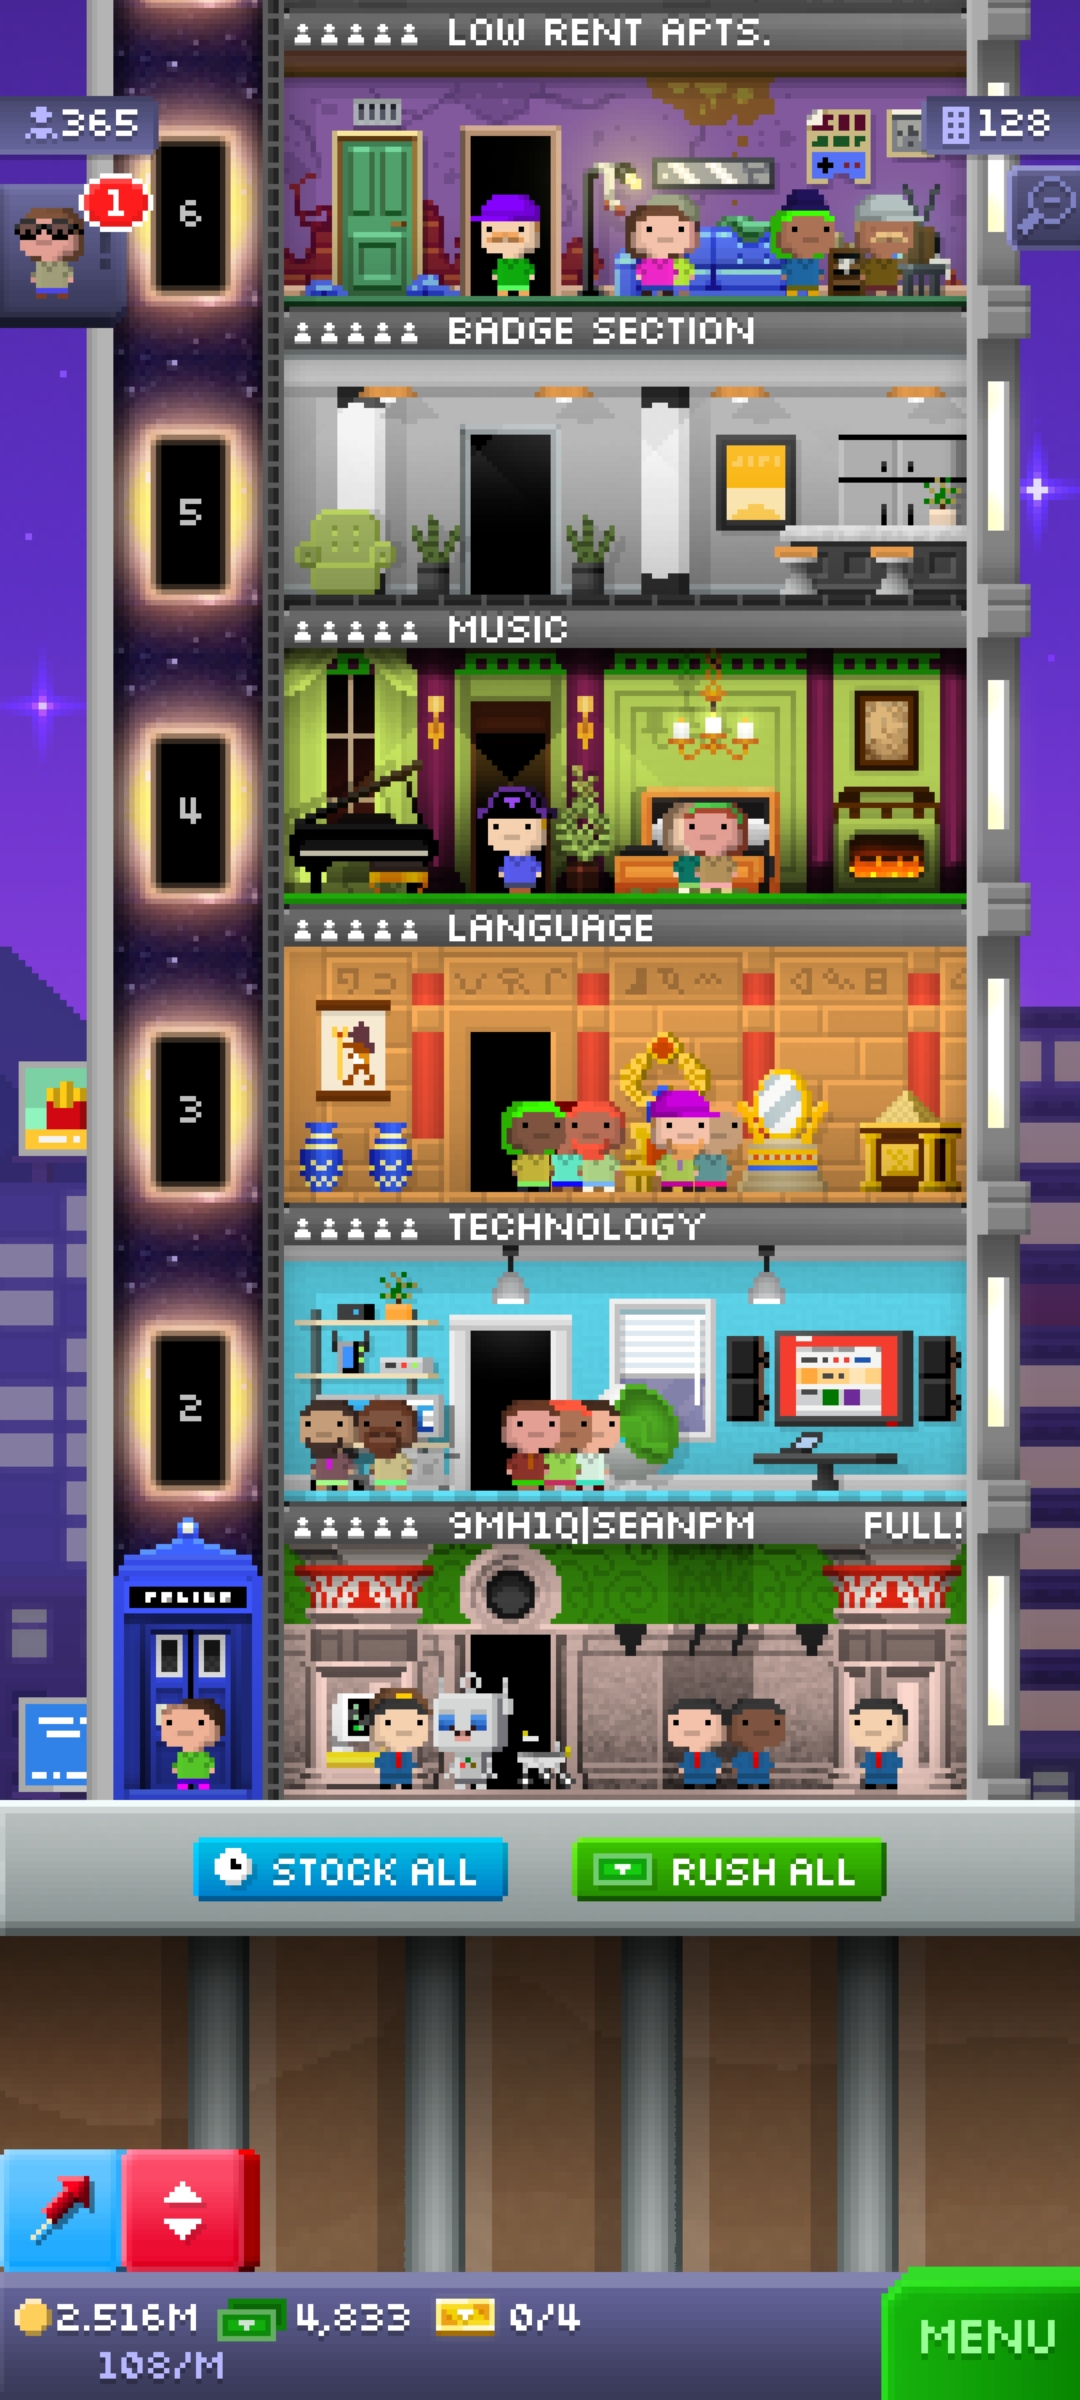 LOW RENT APTS.
365
128
1
6
BADGE SECTION
5
MUSIC
4
LANGUAGE
3
TECHNOLOGY
2
9MH1Q|SEANPM FULL!
POLICE
STOCK ALL
RUSH ALL
2.516M 4,833 0/4
108/M
MENU